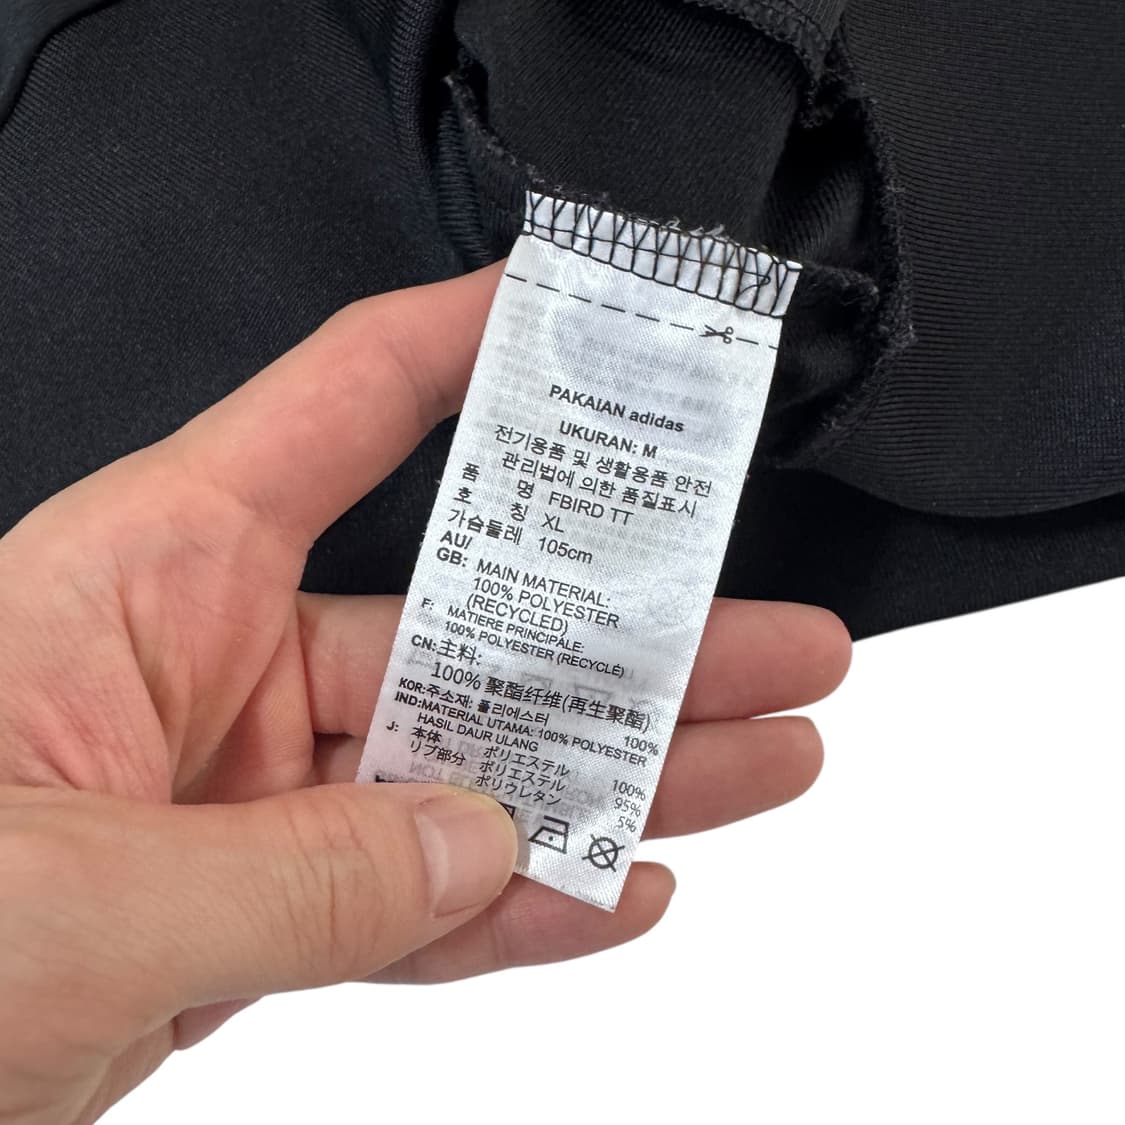 PAKAIAN adidas
UKURAN: M
전기용품 및 생활용품 안전
관리법에 의한 품질표시
품 명 FBIRD TT
호 칭 XL
가슴둘레 105cm
AU/
GB: MAIN MATERIAL:
100% POLYESTER
(RECYCLED)
F: MATIERE PRINCIPALE:
100% POLYESTER (RECYCLÉ)
CN:主料:
100% 聚酯纤维(再生聚酯)
KOR:주소재: 폴리에스터 100%
IND:MATERIAL UTAMA: 100% POLYESTER
HASIL DAUR ULANG
J: 本体 ポリエステル 100%
リブ部分 ポリエステル 95%
ポリウレタン 5%